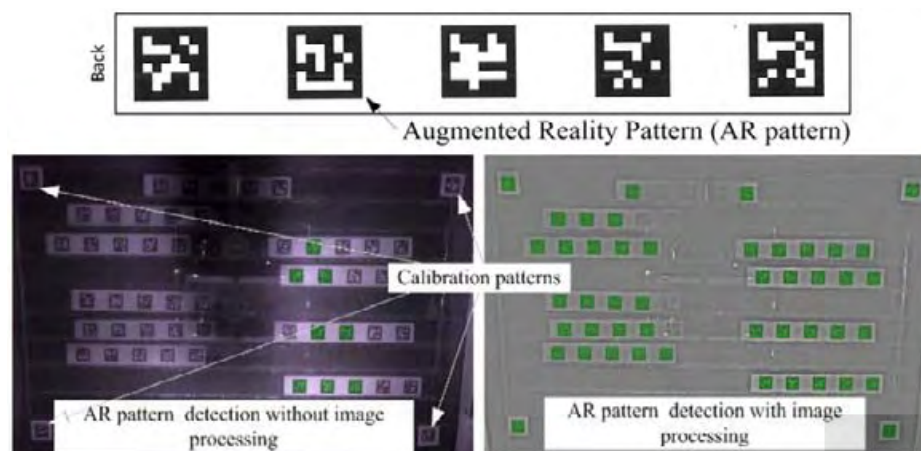 Back
Augmented Reality Pattern (AR pattern)
Calibration patterns
AR pattern detection without image
processing
AR pattern detection with image
processing